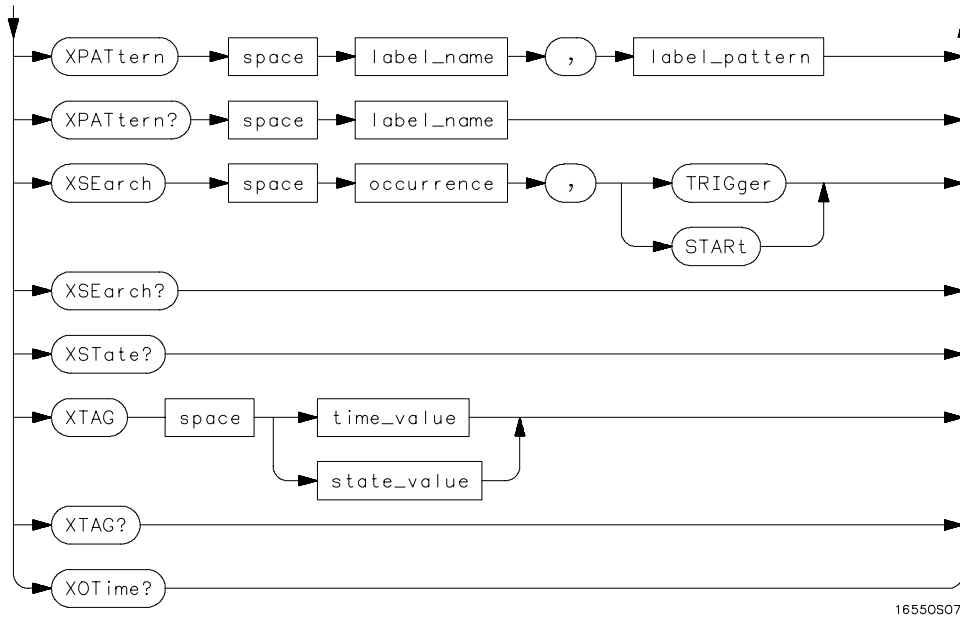 XPATtern space label_name , label_pattern
XPATtern? space label_name
XSEarch space occurrence , TRIGger
STARt
XSEarch?
XSTate?
XTAG space time_value
state_value
XTAG?
XOTime?
16550S07